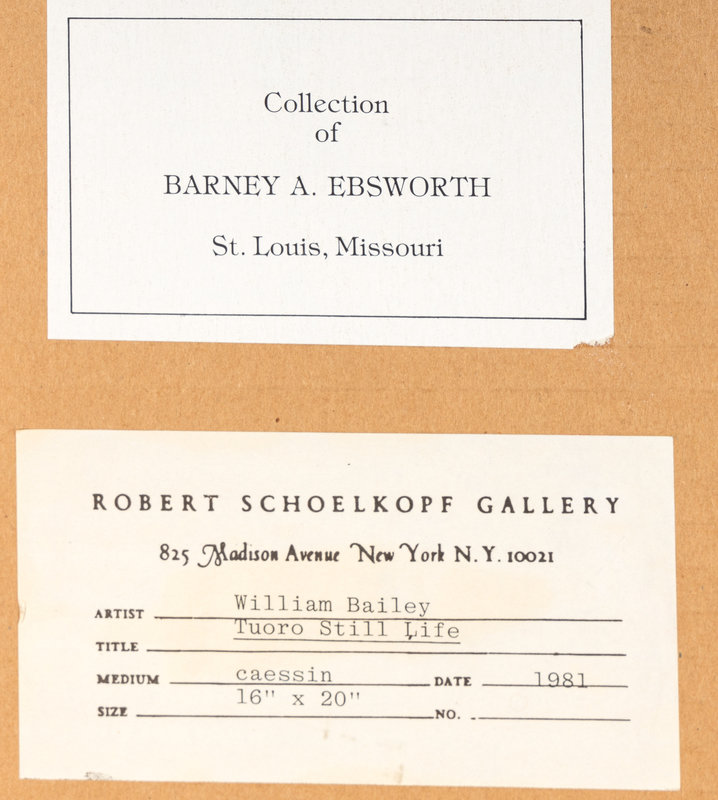 Collection
of
BARNEY A. EBSWORTH
St. Louis, Missouri
ROBERT SCHOELKOPF GALLERY
825 Madison Avenue New York N.Y. 10021
ARTIST William Bailey
TITLE Tuoro Still Life
MEDIUM caessin DATE 1981
SIZE 16" x 20" NO.